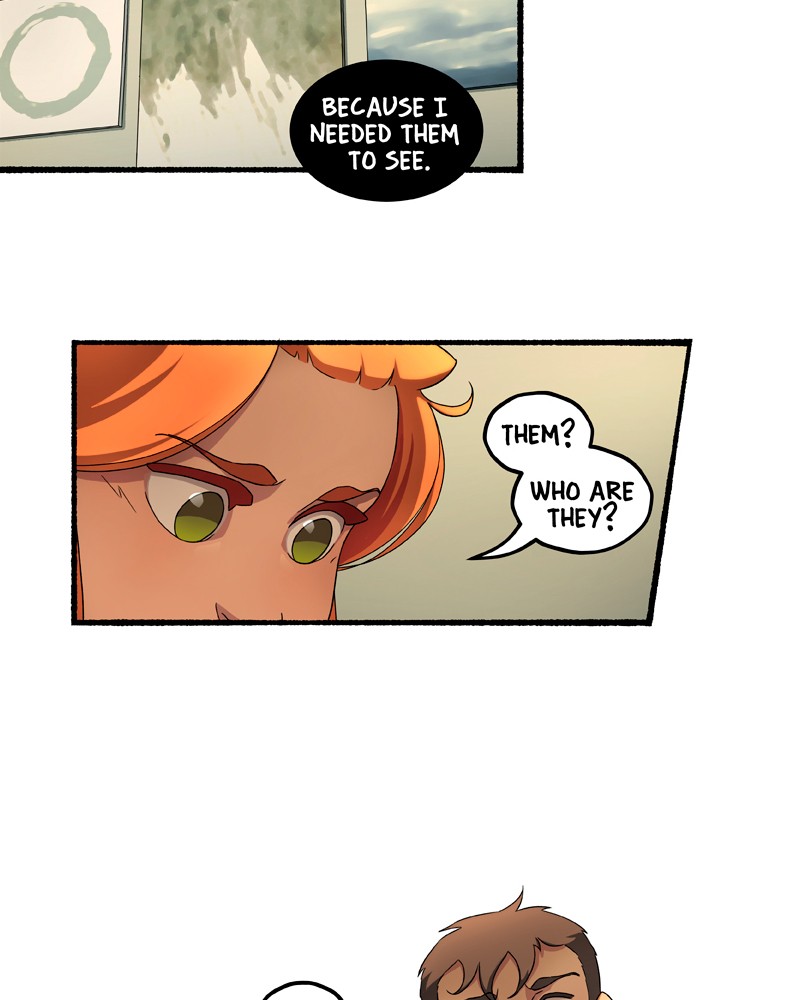 BECAUSE I
NEEDED THEM
TO SEE.
THEM?
WHO ARE
THEY?